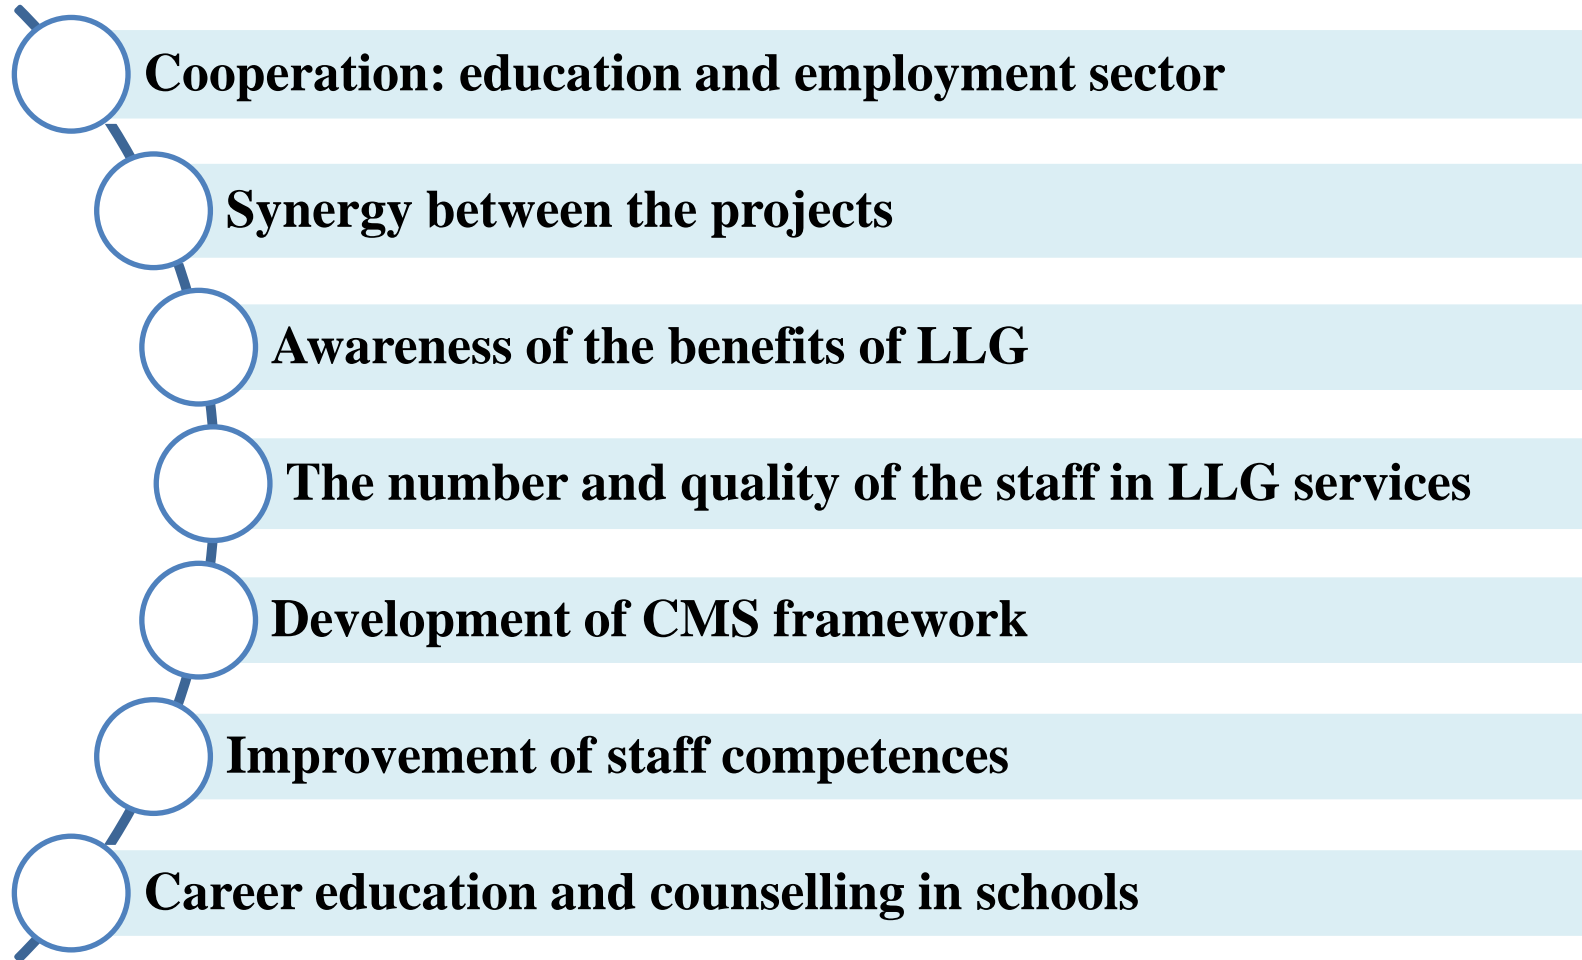 Cooperation: education and employment sector
Synergy between the projects
Awareness of the benefits of LLG
The number and quality of the staff in LLG services
Development of CMS framework
Improvement of staff competences
Career education and counselling in schools